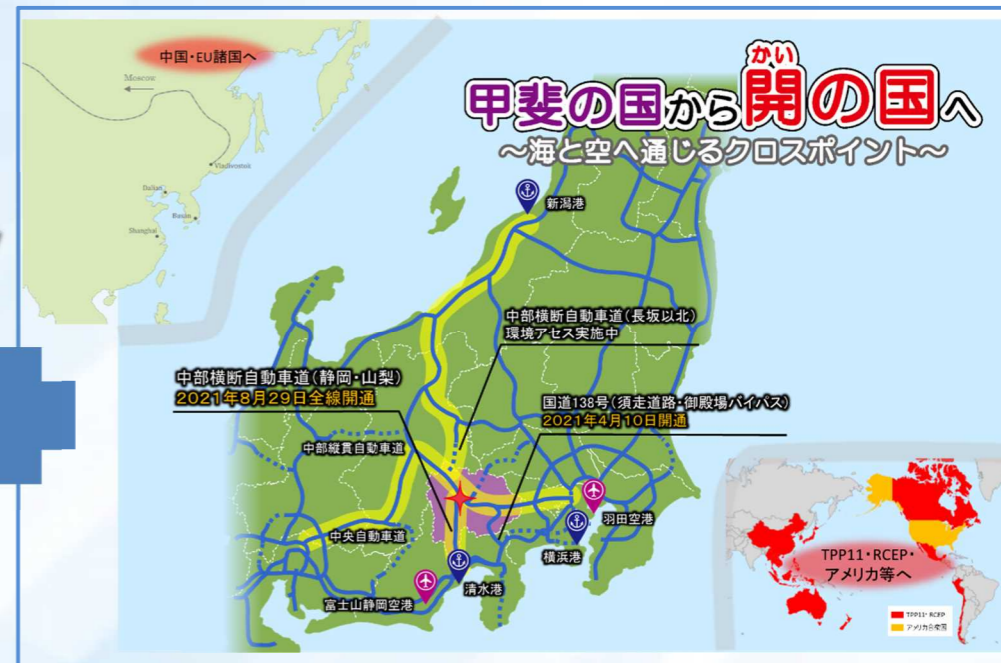 中国・EU諸国へ
Moscow
Vladivostok
Dalian
Busan
Shanghai
かい
甲斐の国から開の国へ
～海と空へ通じるクロスポイント～
新潟港
中部横断自動車道（長坂以北）
環境アセス実施中
中部横断自動車道（静岡・山梨）
2021年8月29日全線開通
国道138号（須走道路・御殿場バイパス）
2021年4月10日開通
中部縦貫自動車道
中央自動車道
羽田空港
横浜港
清水港
富士山静岡空港
TPP11・RCEP・
アメリカ等へ
TPP11・RCEP
アメリカ合衆国